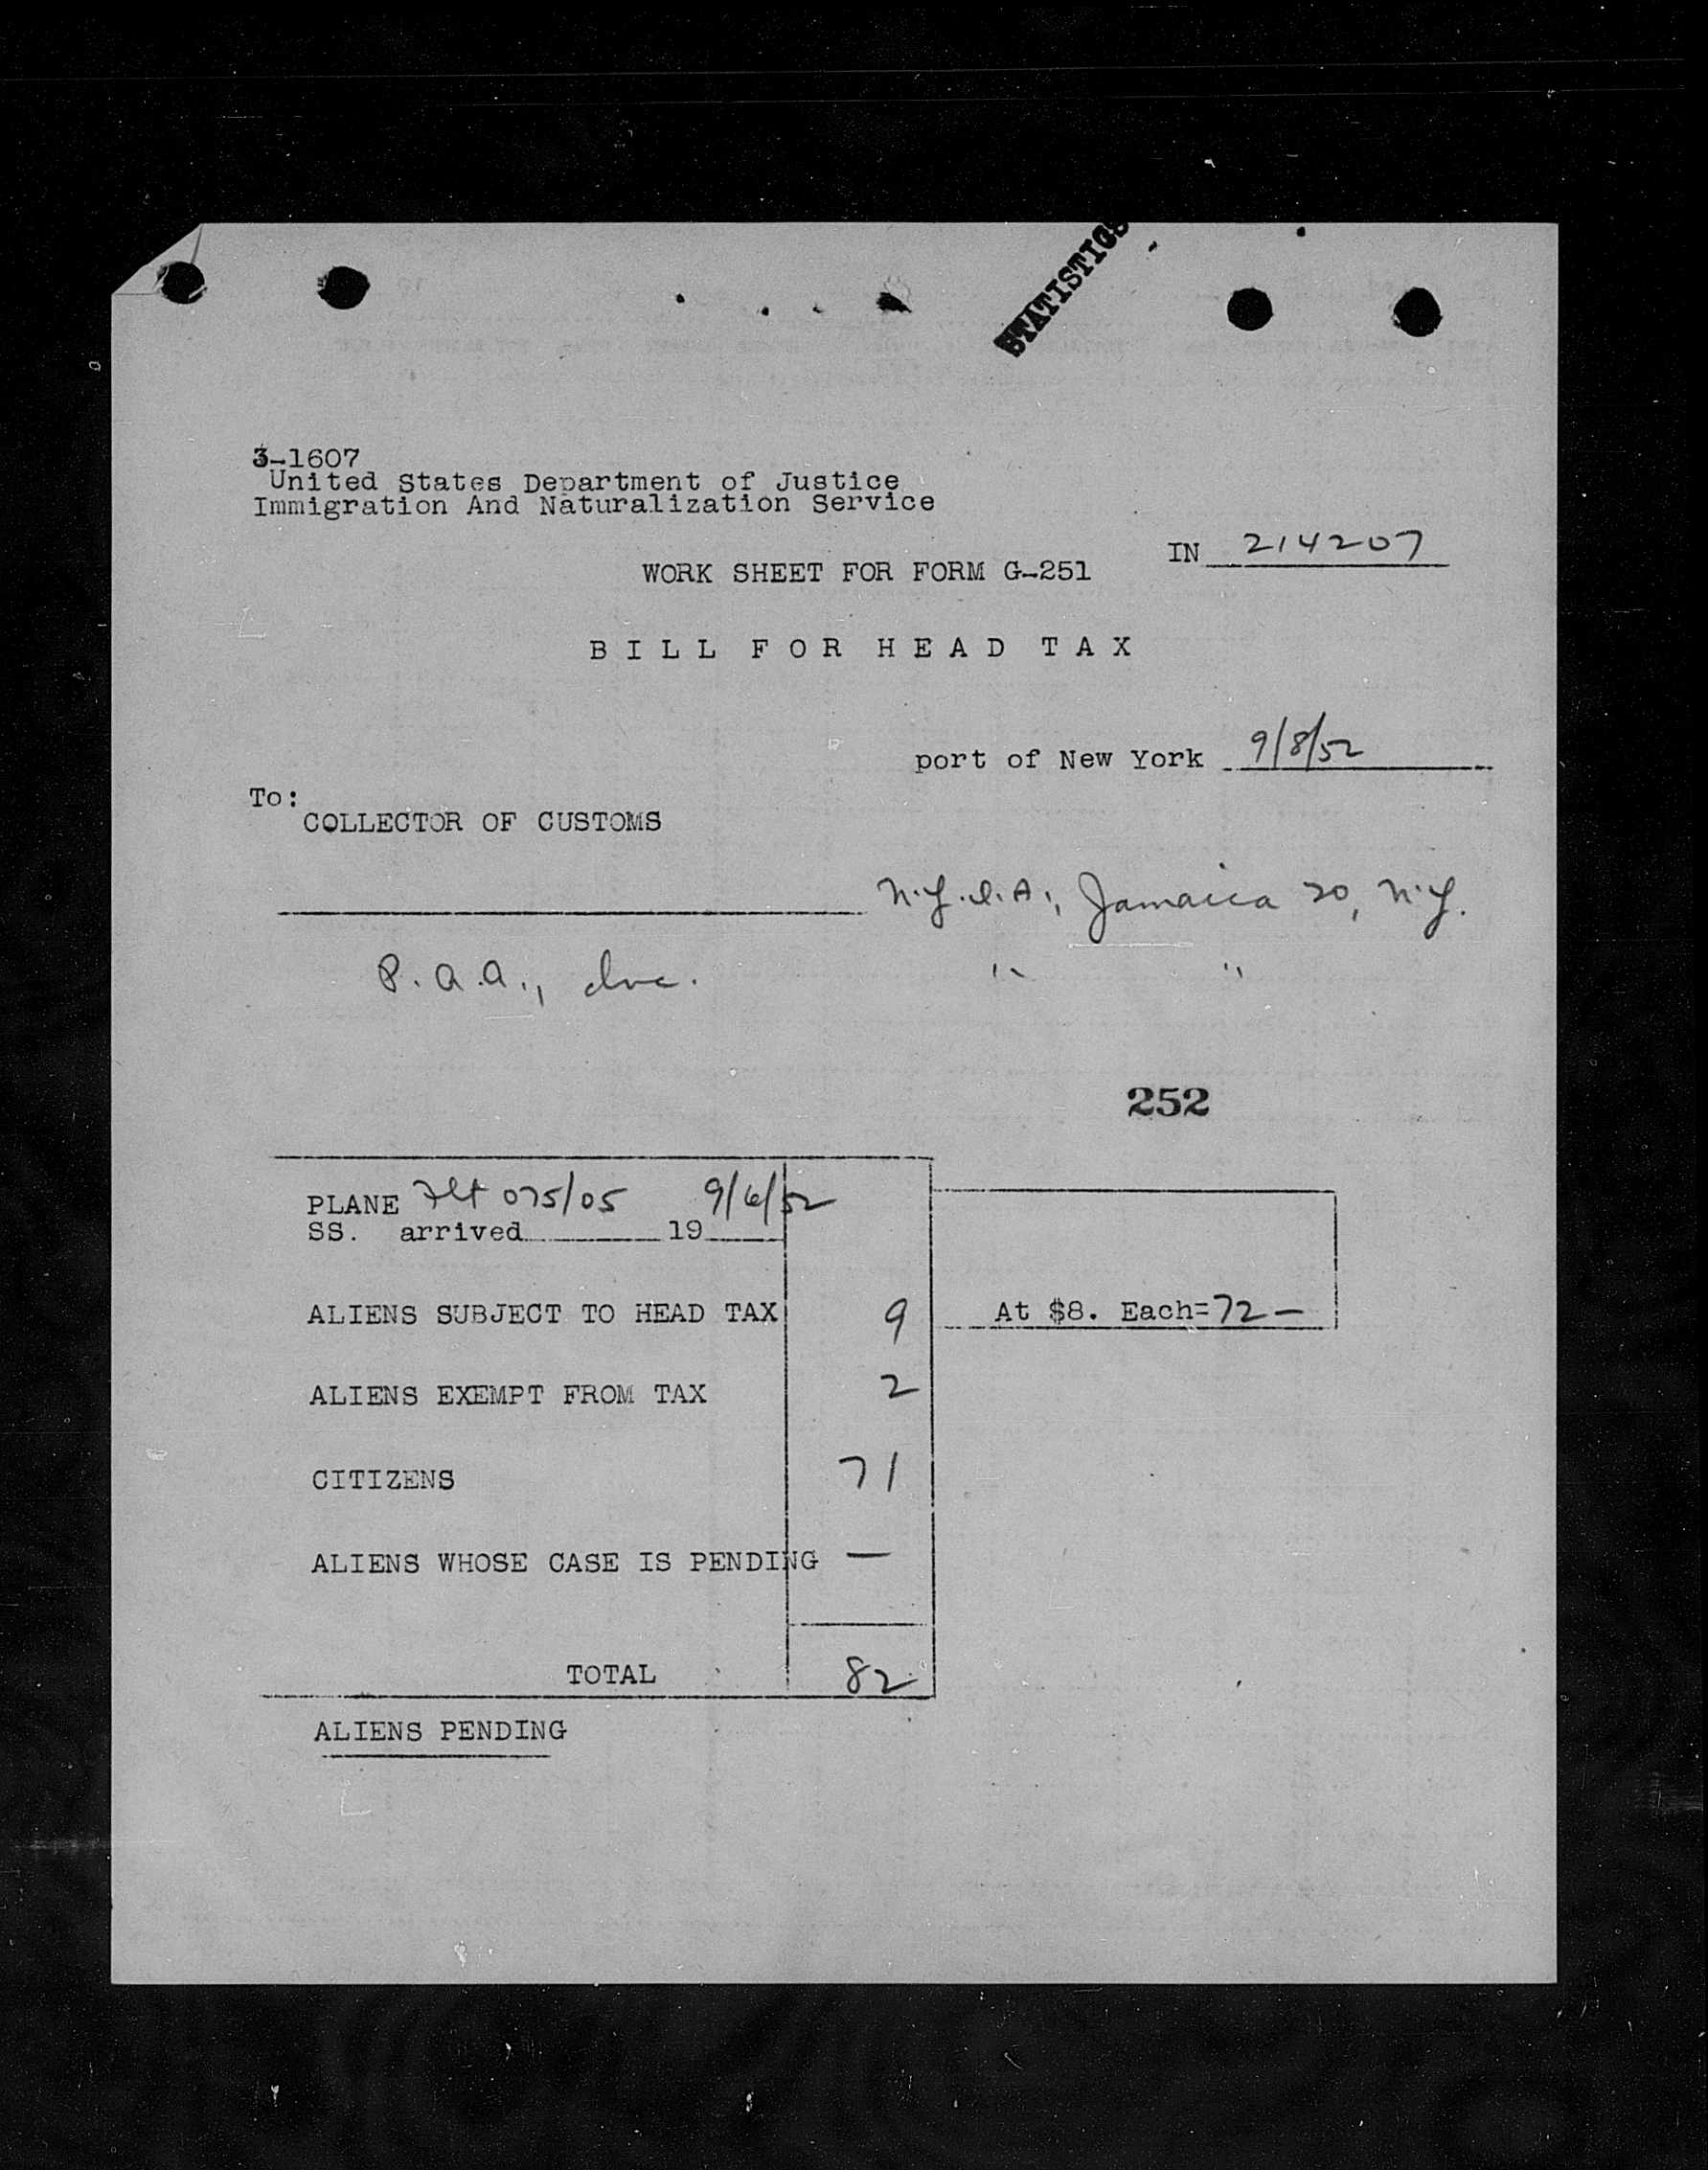 STATISTICS
3-1607
United States Department of Justice
Immigration And Naturalization Service
IN 214207
WORK SHEET FOR FORM G-251
BILL FOR HEAD TAX
port of New York 9/8/52
To:
COLLECTOR OF CUSTOMS
N.Y.I.A., Jamaica 20, N.Y.
P.A.A., Inc. " "
252
PLANE Flt 075/05 9/6/52
SS. arrived 19
ALIENS SUBJECT TO HEAD TAX 9 At $8. Each=72 —
ALIENS EXEMPT FROM TAX 2
CITIZENS 71
ALIENS WHOSE CASE IS PENDING —
TOTAL 82
ALIENS PENDING